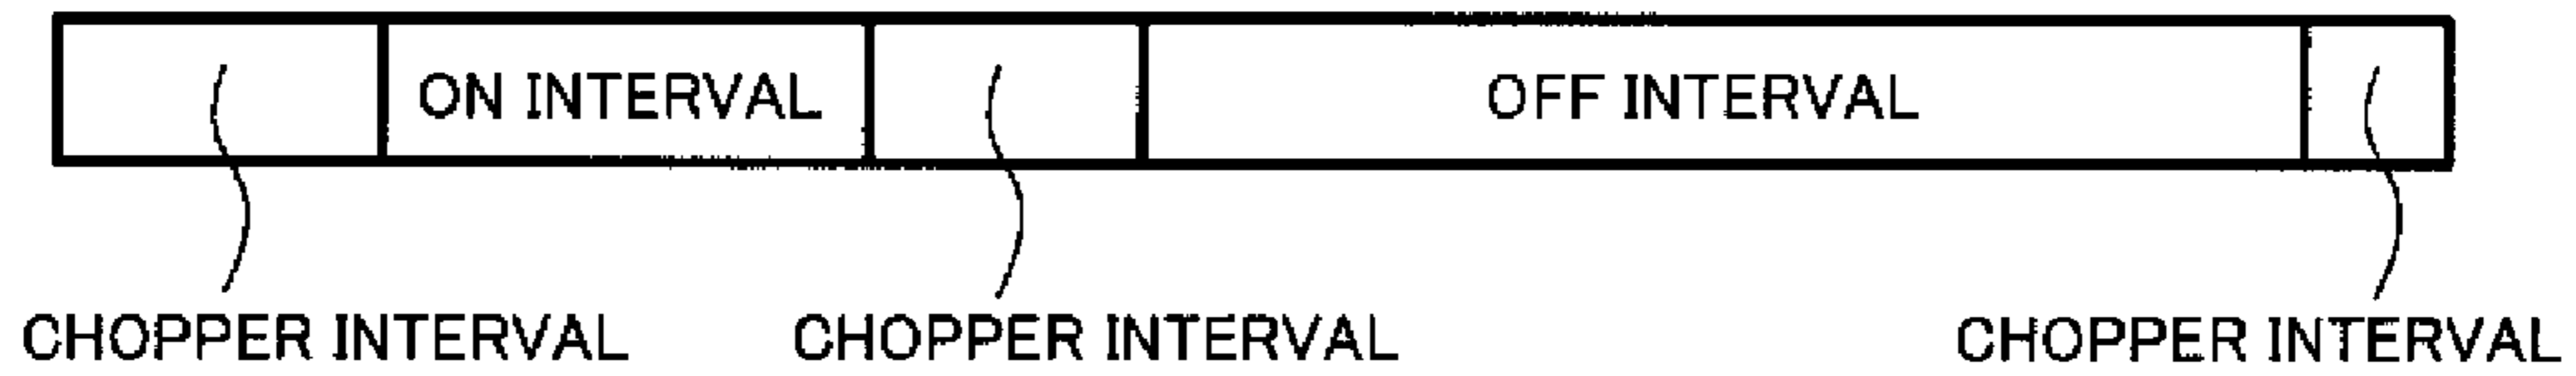 ON INTERVAL
OFF INTERVAL
CHOPPER INTERVAL
CHOPPER INTERVAL
CHOPPER INTERVAL